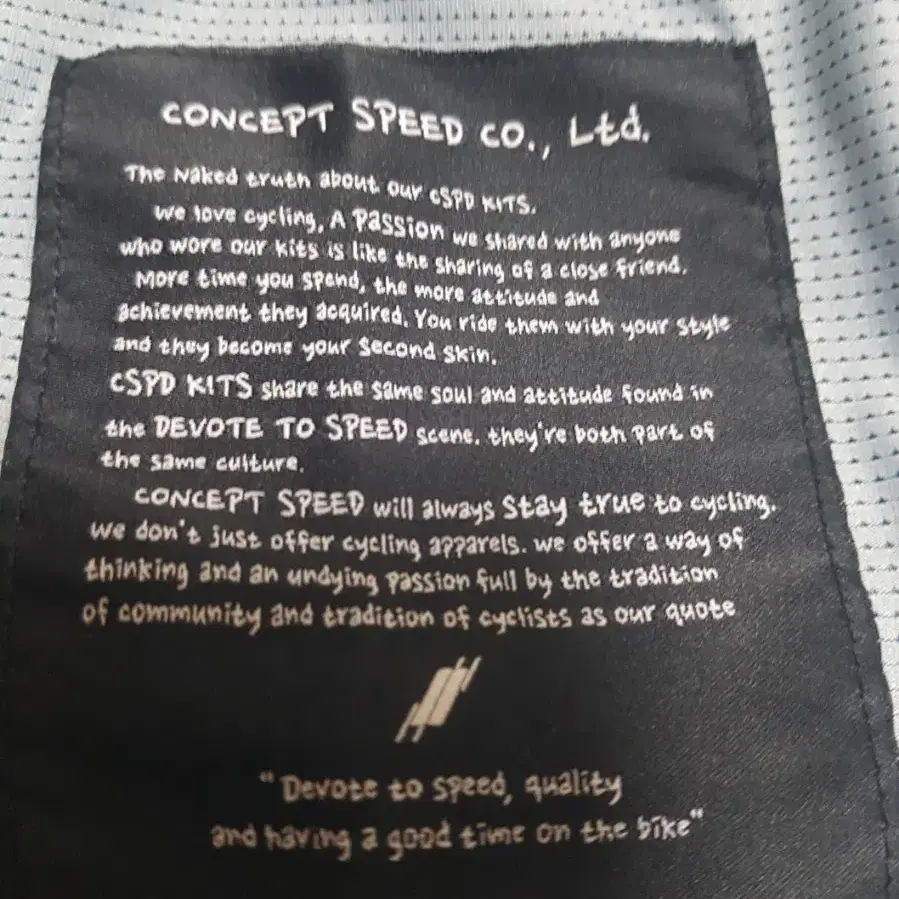 CONCEPT SPEED CO., Ltd.
The Naked truth about our CSPD KITS.
we love cycling, A PASSION we shared with anyone
who wore our kits is like the sharing of a close friend.
More time you spend, the more attitude and
achievement they acquired. You ride them with your style
and they become your Second Skin.
CSPD KITS share the same soul and attitude found in
the DEVOTE TO SPEED scene. they're both part of
the same culture.
CONCEPT SPEED will always stay true to cycling.
we don't just offer cycling apparels. we offer a way of
thinking and an undying passion full by the tradition
of community and tradition of cyclists as our quote
"Devote to speed, quality
and having a good time on the bike"